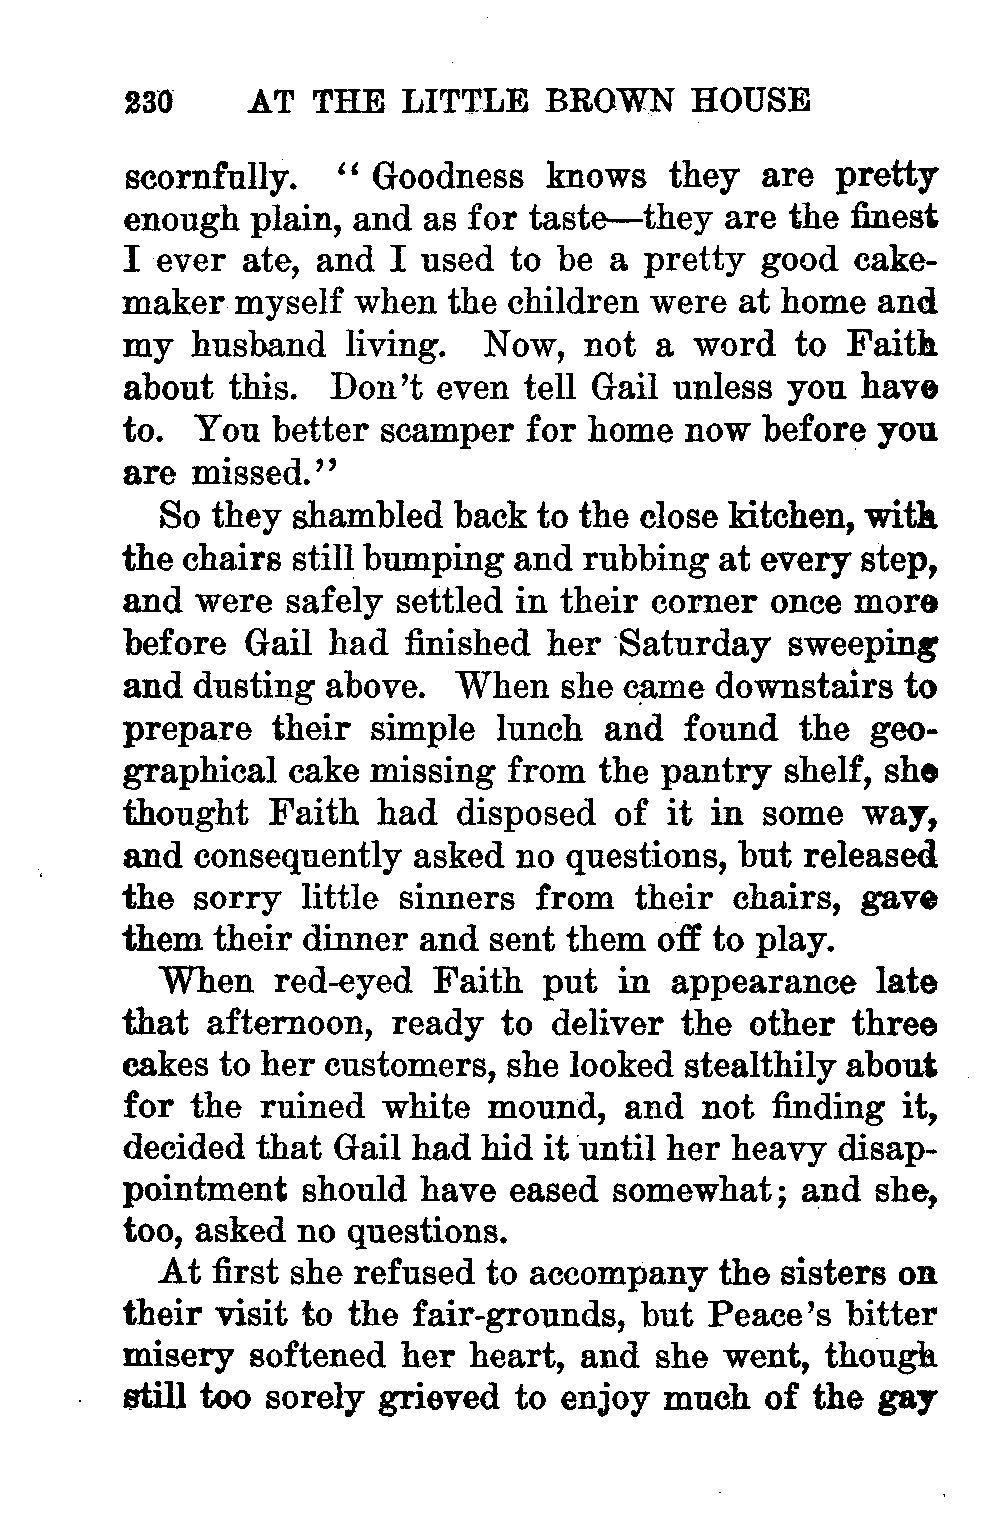 230 AT THE LITTLE BROWN HOUSE
scornfully. “ Goodness knows they are pretty
enough plain, and as for taste—they are the finest
I ever ate, and I used to be a pretty good cake-
maker myself when the children were at home and
my husband living. Now, not a word to Faith
about this. Don’t even tell Gail unless you have
to. You better scamper for home now before you
are missed.”
So they shambled back to the close kitchen, with
the chairs still bumping and rubbing at every step,
and were safely settled in their corner once more
before Gail had finished her Saturday sweeping
and dusting above. When she came downstairs to
prepare their simple lunch and found the geo-
graphical cake missing from the pantry shelf, she
thought Faith had disposed of it in some way,
and consequently asked no questions, but released
the sorry little sinners from their chairs, gave
them their dinner and sent them off to play.
When red-eyed Faith put in appearance late
that afternoon, ready to deliver the other three
cakes to her customers, she looked stealthily about
for the ruined white mound, and not finding it,
decided that Gail had hid it until her heavy disap-
pointment should have eased somewhat; and she,
too, asked no questions.
At first she refused to accompany the sisters on
their visit to the fair-grounds, but Peace’s bitter
misery softened her heart, and she went, though
still too sorely grieved to enjoy much of the gay